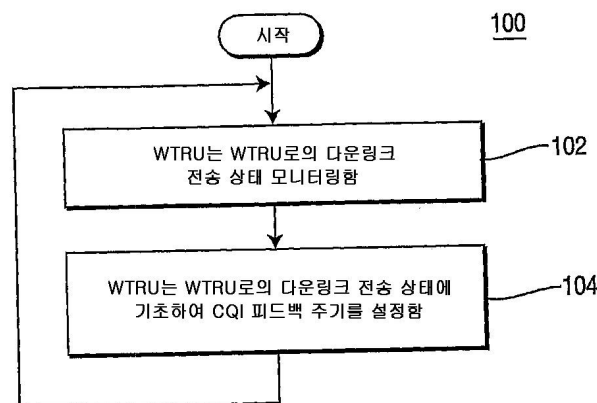 100
시작
WTRU는 WTRU로의 다운링크
전송 상태 모니터링함
102
WTRU는 WTRU로의 다운링크 전송 상태에
기초하여 CQI 피드백 주기를 설정함
104